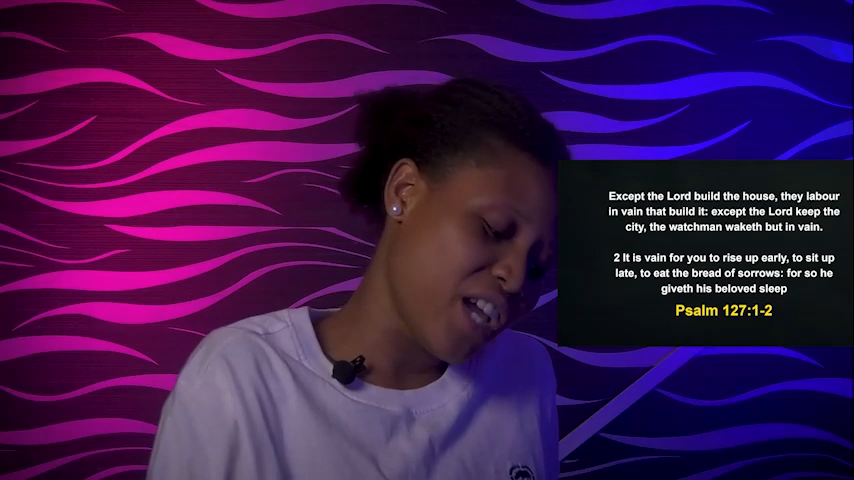 Except the Lord build the house, they labour
in vain that build it: except the Lord keep the
city, the watchman waketh but in vain.
2 It is vain for you to rise up early, to sit up
late, to eat the bread of sorrows: for so he
giveth his beloved sleep
Psalm 127:1-2